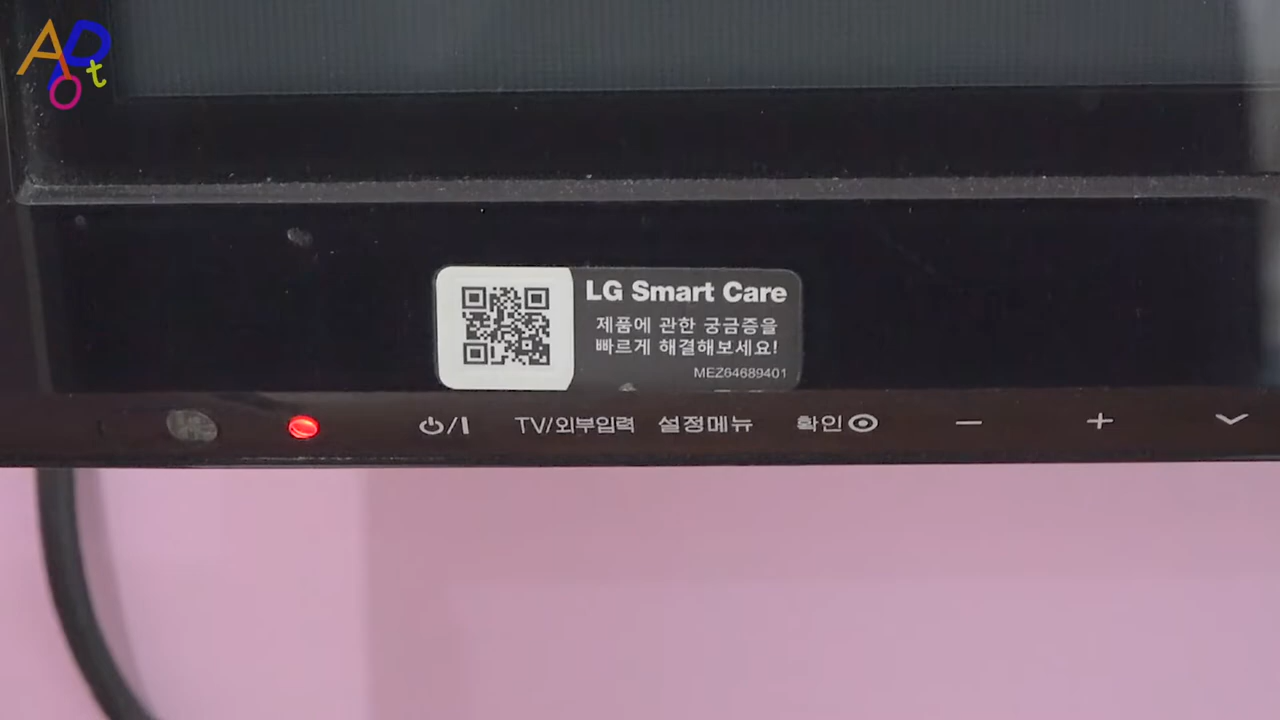 ADot
LG Smart Care
제품에 관한 궁금증을
빠르게 해결해보세요!
MEZ64689401
TV/외부입력 설정메뉴 확인 − +